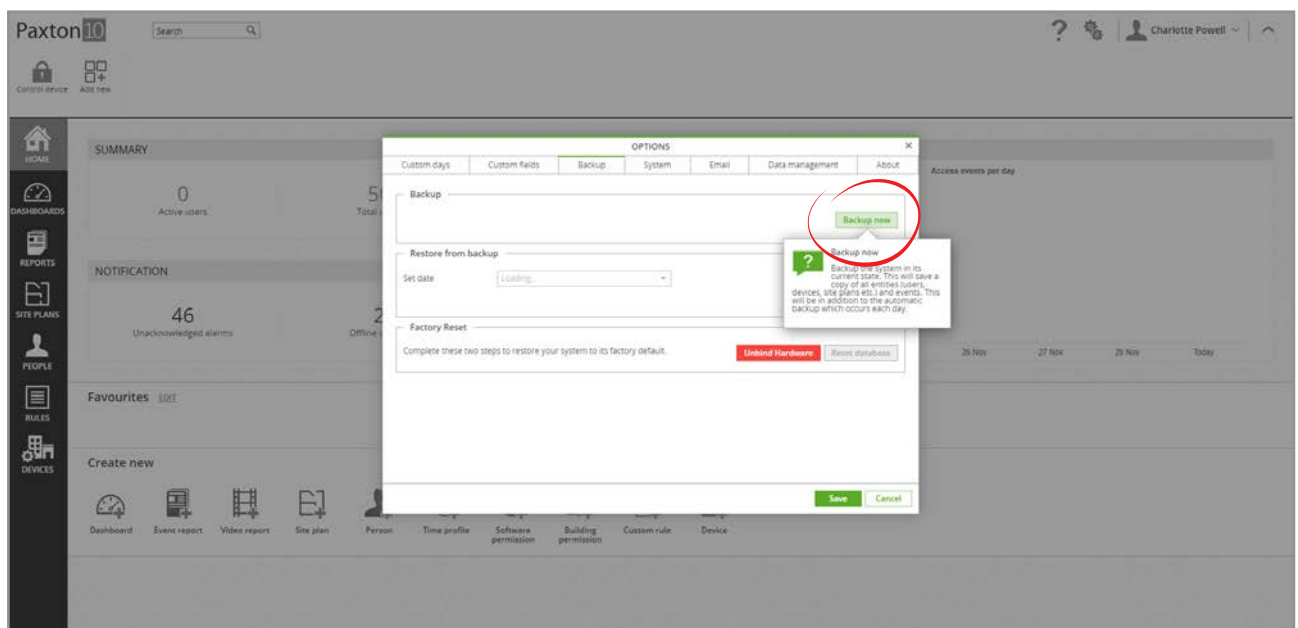 Paxton 10
Search
Charlotte Powell
Control device
Add new
HOME
DASHBOARDS
REPORTS
SITE PLANS
PEOPLE
RULES
DEVICES
SUMMARY
0
Active users
Total
NOTIFICATION
46
Unacknowledged alarms
Offline
Access events per day
26 Nov 27 Nov 28 Nov Today
Favourites EDIT
Create new
Dashboard
Event report
Video report
Site plan
Person
Time profile
Software
permission
Building
permission
Custom rule
Device
OPTIONS
Custom days Custom fields Backup System Email Data management About
Backup
Backup now
Restore from backup
Set date
Loading...
Backup now
Backup the system in its
current state. This will save a
copy of all entities (users,
devices, site plans etc.) and events. This
will be in addition to the automatic
backup which occurs each day.
Factory Reset
Complete these two steps to restore your system to its factory default.
Unbind Hardware
Reset database
Save
Cancel